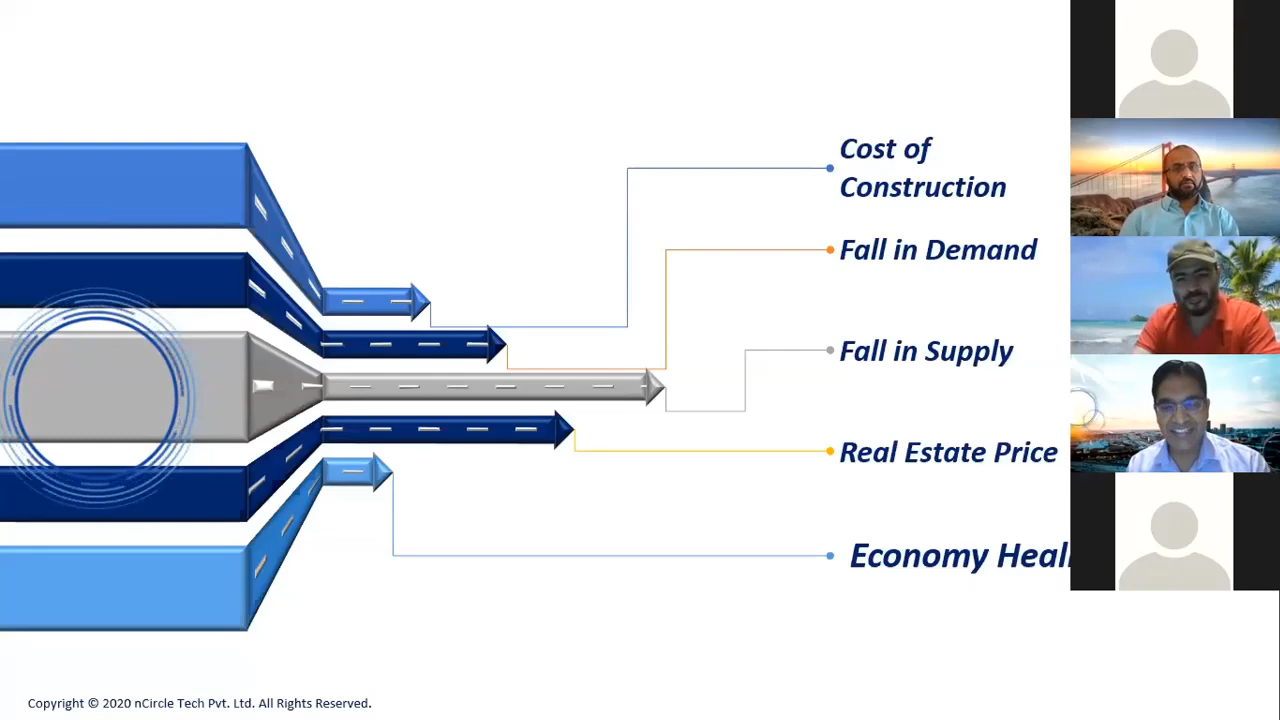 Cost of
Construction
Fall in Demand
Fall in Supply
Real Estate Price
Economy
Copyright © 2020 nCircle Tech Pvt. Ltd. All Rights Reserved.